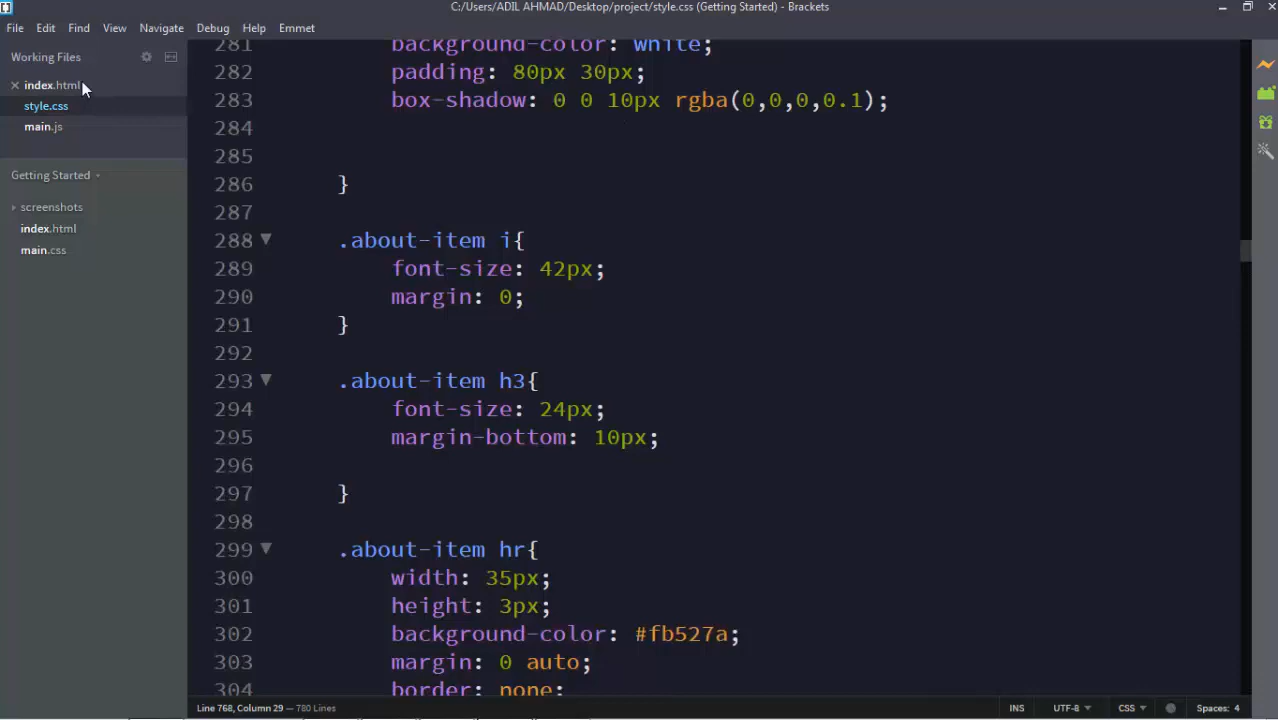 C:/Users/ADIL AHMAD/Desktop/project/style.css (Getting Started) - Brackets
File Edit Find View Navigate Debug Help Emmet
Working Files
index.html
style.css
main.js
Getting Started
screenshots
index.html
main.css
281 background-color: white;
282 padding: 80px 30px;
283 box-shadow: 0 0 10px rgba(0,0,0,0.1);
284
285
286 }
287
288 .about-item i{
289 font-size: 42px;
290 margin: 0;
291 }
292
293 .about-item h3{
294 font-size: 24px;
295 margin-bottom: 10px;
296
297 }
298
299 .about-item hr{
300 width: 35px;
301 height: 3px;
302 background-color: #fb527a;
303 margin: 0 auto;
304 border: none;
Line 768, Column 29 — 780 Lines
INS UTF-8 CSS Spaces: 4